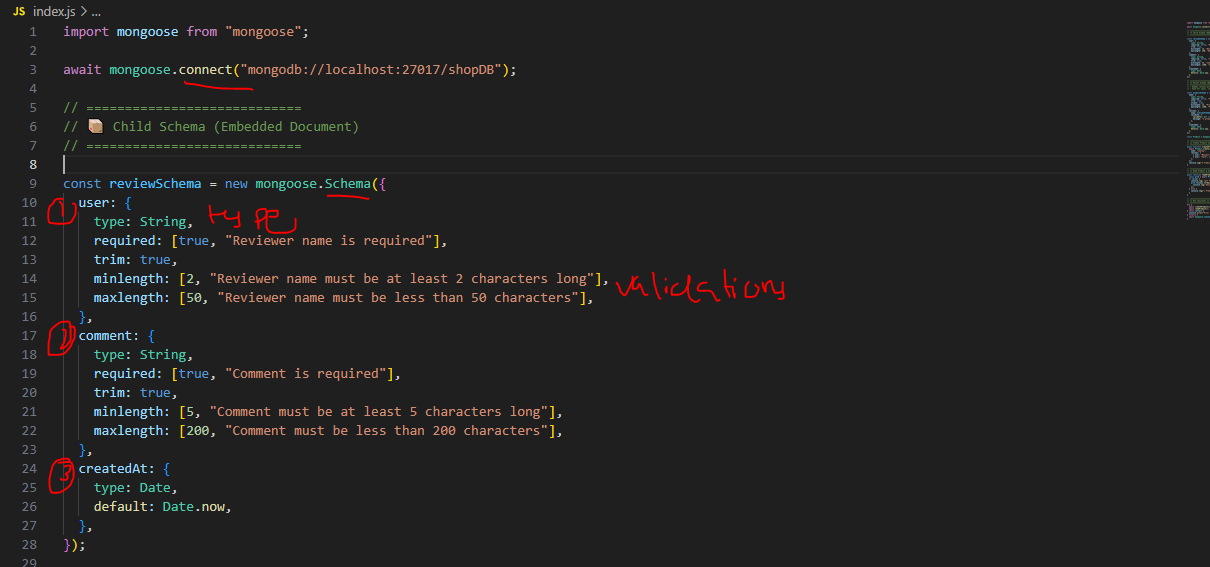 JS index.js > ...
1 import mongoose from "mongoose";
2
3 await mongoose.connect("mongodb://localhost:27017/shopDB");
4
5 // ============================
6 // 📦 Child Schema (Embedded Document)
7 // ============================
8
9 const reviewSchema = new mongoose.Schema({
① 10 user: {
11 type: String, type
12 required: [true, "Reviewer name is required"],
13 trim: true,
14 minlength: [2, "Reviewer name must be at least 2 characters long"], validations
15 maxlength: [50, "Reviewer name must be less than 50 characters"],
16 },
② 17 comment: {
18 type: String,
19 required: [true, "Comment is required"],
20 trim: true,
21 minlength: [5, "Comment must be at least 5 characters long"],
22 maxlength: [200, "Comment must be less than 200 characters"],
23 },
③ 24 createdAt: {
25 type: Date,
26 default: Date.now,
27 },
28 });
29